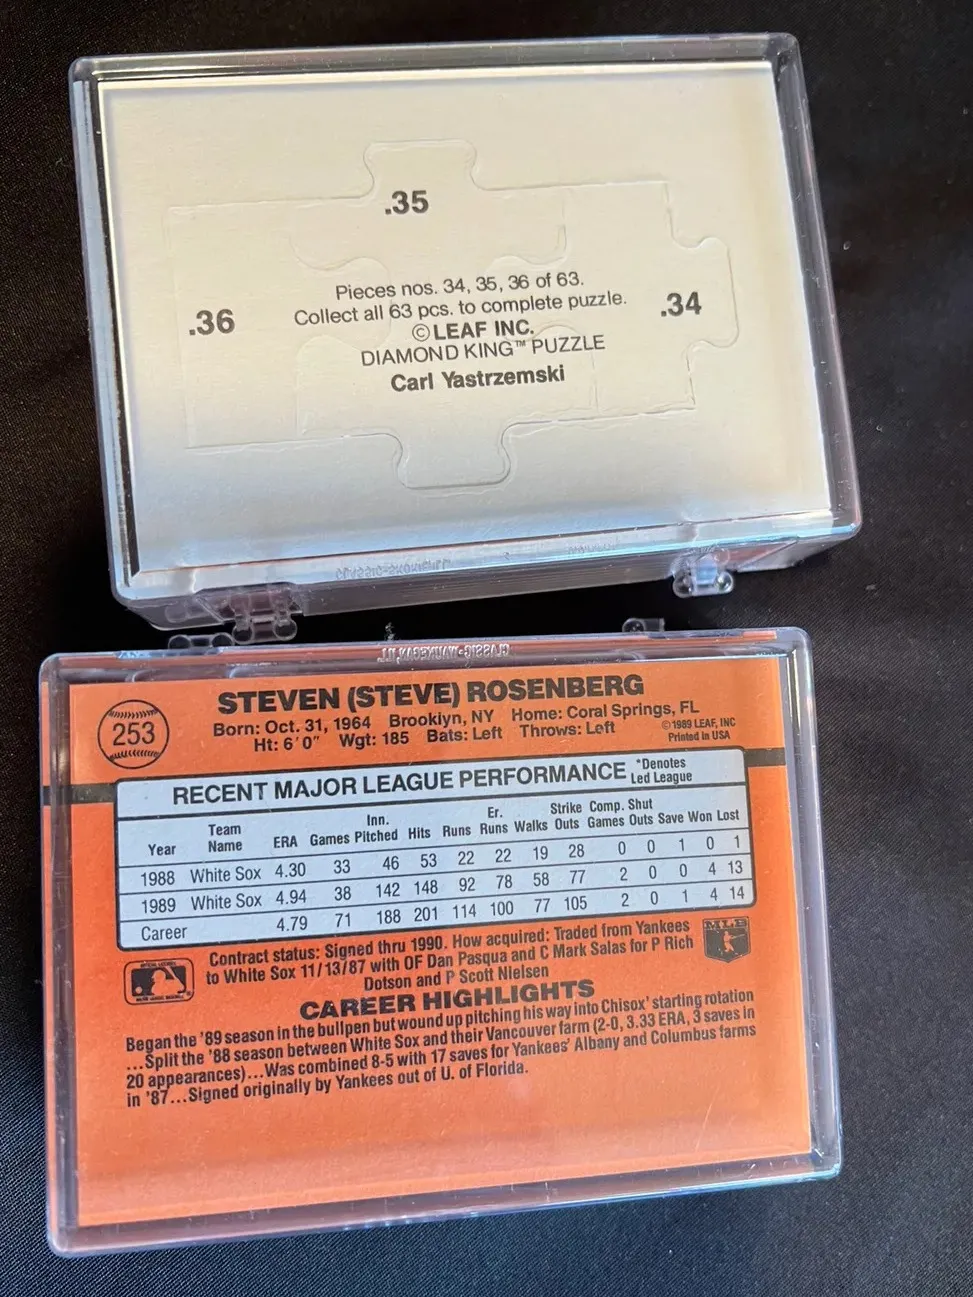 .35
.36
.34
Pieces nos. 34, 35, 36 of 63.
Collect all 63 pcs. to complete puzzle.
©LEAF INC.
DIAMOND KING™ PUZZLE
Carl Yastrzemski
CLASSIC-WAUKEGAN, ILL
STEVEN (STEVE) ROSENBERG
253
Born: Oct. 31, 1964 Brooklyn, NY Home: Coral Springs, FL
Ht: 6'0" Wgt: 185 Bats: Left Throws: Left
©1989 LEAF, INC
Printed in USA
RECENT MAJOR LEAGUE PERFORMANCE *Denotes
Led League
Year Team Name ERA Games Inn. Pitched Hits Runs Er. Runs Walks Strike Outs Comp. Games Shut Outs Save Won Lost
1988 White Sox 4.30 33 46 53 22 22 19 28 0 0 1 0 1
1989 White Sox 4.94 38 142 148 92 78 58 77 2 0 0 4 13
Career 4.79 71 188 201 114 100 77 105 2 0 1 4 14
Contract status: Signed thru 1990. How acquired: Traded from Yankees
to White Sox 11/13/87 with OF Dan Pasqua and C Mark Salas for P Rich
Dotson and P Scott Nielsen
MLB
CAREER HIGHLIGHTS
Began the '89 season in the bullpen but wound up pitching his way into Chisox' starting rotation
...Split the '88 season between White Sox and their Vancouver farm (2-0, 3.33 ERA, 3 saves in
20 appearances)...Was combined 8-5 with 17 saves for Yankees' Albany and Columbus farms
in '87...Signed originally by Yankees out of U. of Florida.